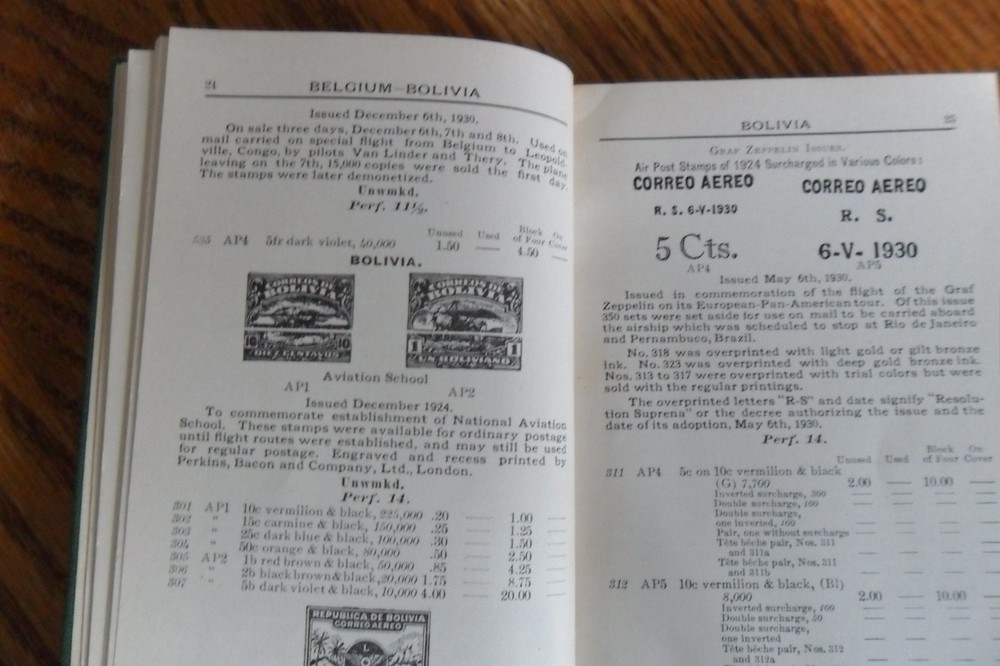 24
BELGIUM—BOLIVIA
Issued December 6th, 1930.
On sale three days, December 6th, 7th and 8th. Used on
mail carried on special flight from Belgium to Leopold-
ville, Congo, by pilots Van Linder and Thery. The plane
leaving on the 7th, 15,000 copies were sold the first day.
The stamps were later demonetized.
Unwmkd.
Perf. 11½.
Unused Used Block of Four On Cover
535 AP4 5fr dark violet, 50,000 1.50 —— 4.50 ——
BOLIVIA.
CORREOS DE
BOLIVIA
10 10
DIEZ CENTAVOS
CORREOS DE
BOLIVIA
1 1
UN BOLIVIANO
Aviation School
AP1 AP2
Issued December 1924.
To commemorate establishment of National Aviation
School. These stamps were available for ordinary postage
until flight routes were established, and may still be used
for regular postage. Engraved and recess printed by
Perkins, Bacon and Company, Ltd., London.
Unwmkd.
Perf. 14.
301 AP1 10c vermilion & black, 225,000 .20 —— 1.00 ——
302 " 15c carmine & black, 150,000 .25 —— 1.25 ——
303 " 25c dark blue & black, 100,000 .30 —— 1.50 ——
304 " 50c orange & black, 80,000 .50 —— 2.50 ——
305 AP2 1b red brown & black, 50,000 .85 —— 4.25 ——
306 " 2b black brown & black, 20,000 1.75 —— 8.75 ——
307 " 5b dark violet & black, 10,000 4.00 —— 20.00 ——
REPUBLICA DE BOLIVIA
CORREO AEREO
BOLIVIA
25
GRAF ZEPPELIN ISSUES.
Air Post Stamps of 1924 Surcharged in Various Colors:
CORREO AEREO
R. S. 6-V-1930
5 Cts.
AP4
CORREO AEREO
R. S.
6-V- 1930
AP5
Issued May 6th, 1930.
Issued in commemoration of the flight of the Graf
Zeppelin on its European-Pan-American tour. Of this issue
350 sets were set aside for use on mail to be carried aboard
the airship which was scheduled to stop at Rio de Janeiro
and Pernambuco, Brazil.
No. 318 was overprinted with light gold or gilt bronze
ink. No. 323 was overprinted with deep gold bronze ink.
Nos. 313 to 317 were overprinted with trial colors but were
sold with the regular printings.
The overprinted letters "R-S" and date signify "Resolu-
tion Suprena" or the decree authorizing the issue and the
date of its adoption, May 6th, 1930.
Perf. 14.
Unused Used Block of Four On Cover
311 AP4 5c on 10c vermilion & black
(G) 7,700 2.00 —— 10.00 ——
Inverted surcharge, 200
Double surcharge, 100
Double surcharge,
one inverted, 100
Pair, one without surcharge
Tête bêche pair, Nos. 311
and 311a
Tête bêche pair, Nos. 311
and 311b
312 AP5 10c vermilion & black, (Bl)
8,000 2.00 —— 10.00 ——
Inverted surcharge, 100
Double surcharge, 50
Double surcharge,
one inverted
Tête bêche pair, Nos. 312
and 312a